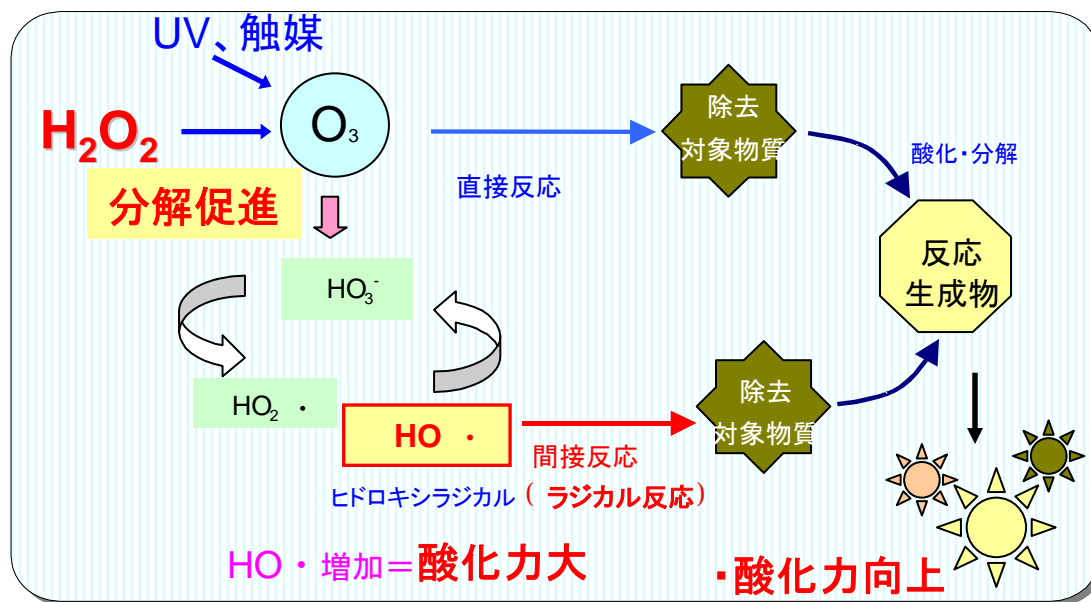 UV、触媒
H₂O₂
O₃
分解促進
直接反応
除去
対象物質
酸化・分解
反応
生成物
HO₃⁻
HO₂ ・
HO ・
間接反応
ヒドロキシラジカル ( ラジカル反応)
除去
対象物質
HO・増加=酸化力大
・酸化力向上